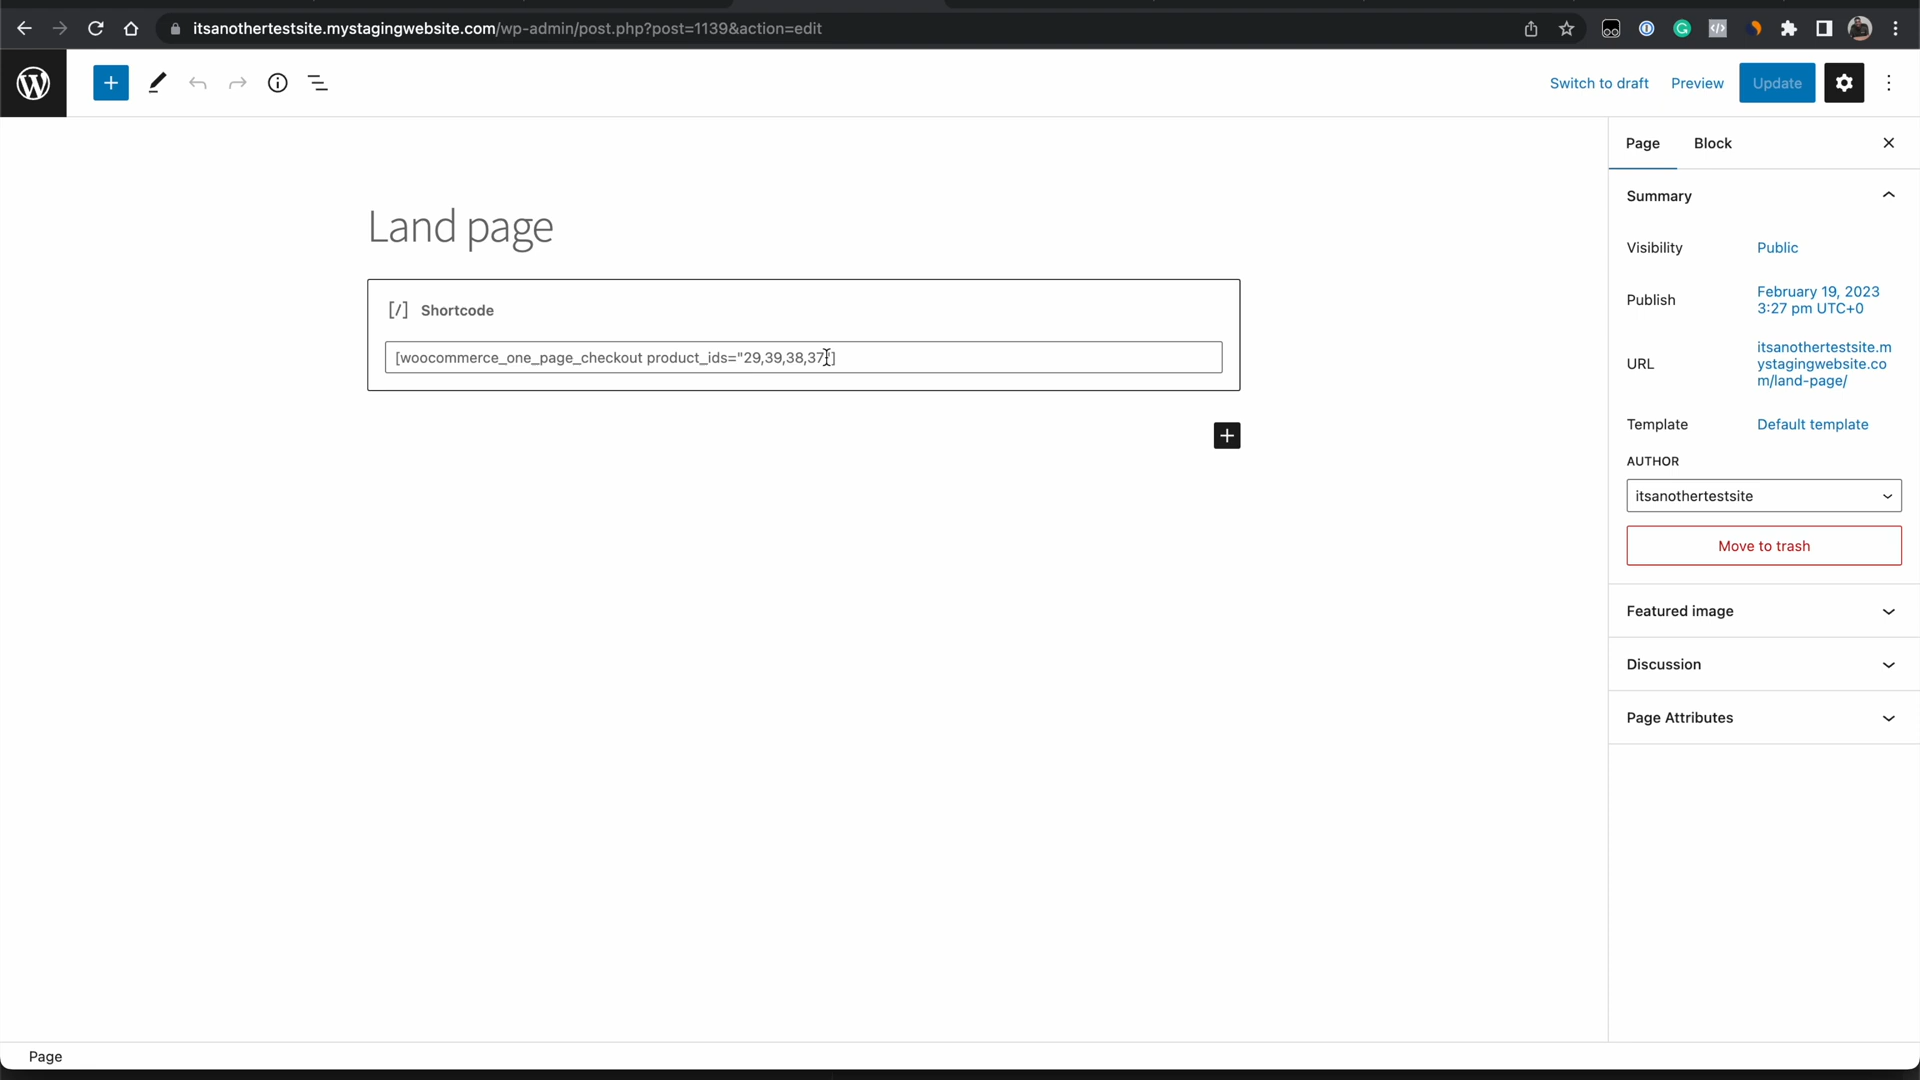 itsanothertestsite.mystagingwebsite.com/wp-admin/post.php?post=1139&action=edit
Switch to draft
Preview
Update
Page
Block
Land page
Summary
Visibility
Public
[/] Shortcode
Publish
February 19, 2023
3:27 pm UTC+0
[woocommerce_one_page_checkout product_ids="29,39,38,37"]
URL
itsanothertestsite.m
ystagingwebsite.co
m/land-page/
Template
Default template
AUTHOR
itsanothertestsite
Move to trash
Featured image
Discussion
Page Attributes
Page